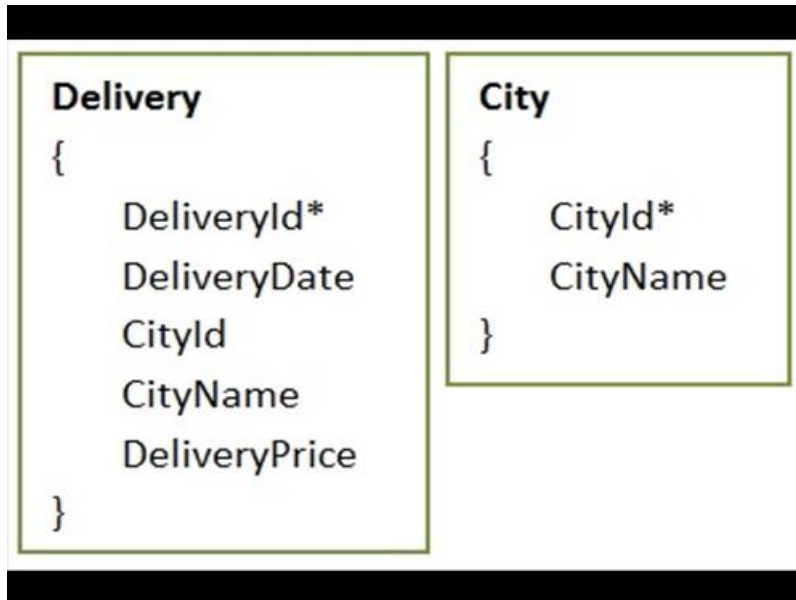 Delivery
{
DeliveryId*
DeliveryDate
CityId
CityName
DeliveryPrice
}
City
{
CityId*
CityName
}